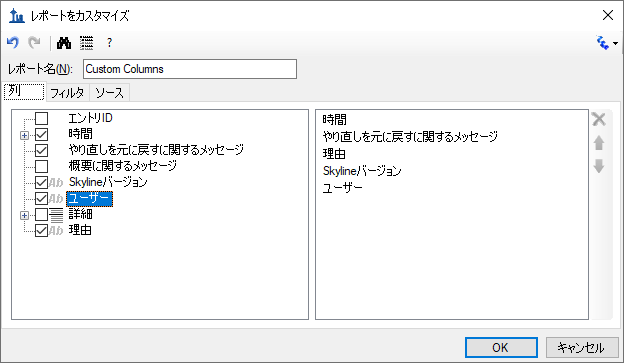 レポートをカスタマイズ
?
レポート名(N):
Custom Columns
列
フィルタ
ソース
エントリID
時間
やり直しを元に戻すに関するメッセージ
概要に関するメッセージ
Ab Skylineバージョン
Ab ユーザー
詳細
Ab 理由
時間
やり直しを元に戻すに関するメッセージ
理由
Skylineバージョン
ユーザー
OK
キャンセル